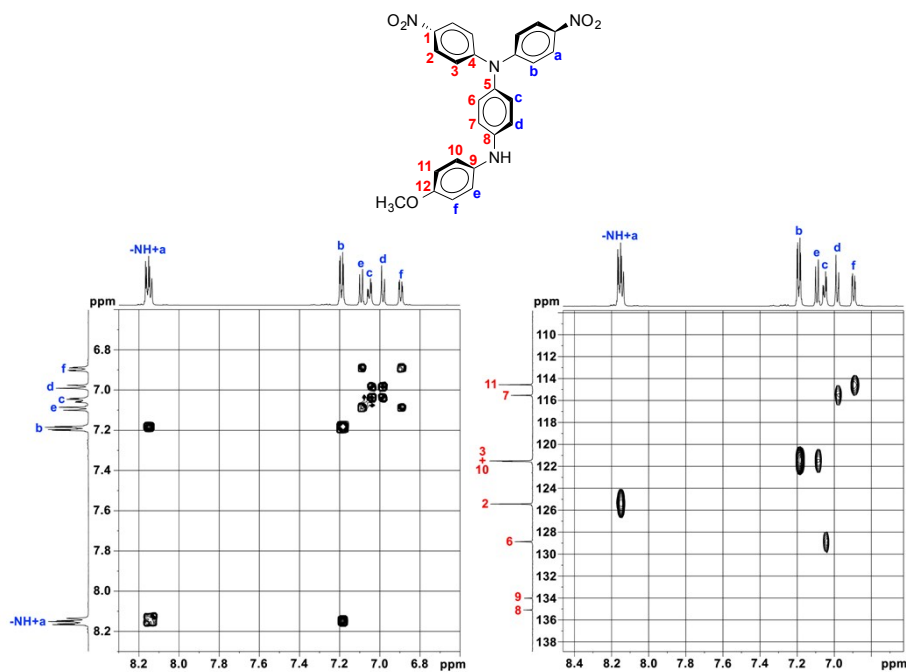 O2N NO2
1
2 3 4 N b a
5
6 c
7 d
8
10 NH
11 9
12 e
H3CO f
-NH+a b e c d f
ppm
6.8
7.0
7.2
7.4
7.6
7.8
8.0
8.2
f
d
c
e
b
-NH+a
8.2 8.0 7.8 7.6 7.4 7.2 7.0 6.8 ppm
-NH+a b e c d f
ppm
110
112
114
116
118
120
122
124
126
128
130
132
134
136
138
11
7
3
+
10
2
6
9
8
8.4 8.2 8.0 7.8 7.6 7.4 7.2 7.0 6.8 ppm